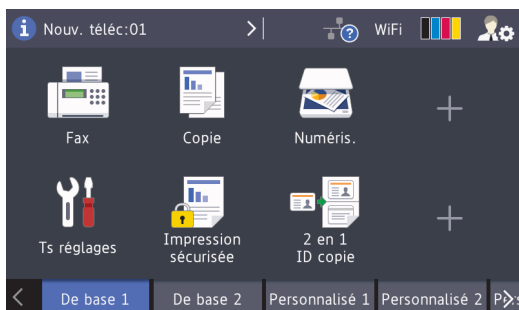 Nouv. téléc:01
WiFi
Fax
Copie
Numéris.
Ts réglages
Impression
sécurisée
2 en 1
ID copie
De base 1
De base 2
Personnalisé 1
Personnalisé 2